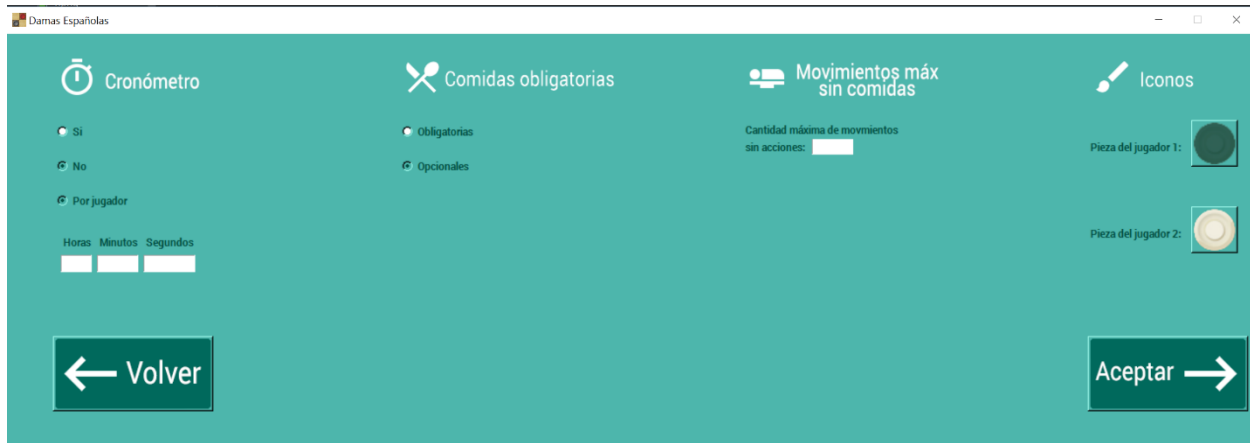 Damas Españolas
Cronómetro
Si
No
Por jugador
Horas Minutos Segundos
Comidas obligatorias
Obligatorias
Opcionales
Movimientos máx
sin comidas
Cantidad máxima de movmientos
sin acciones:
Iconos
Pieza del jugador 1:
Pieza del jugador 2:
Volver
Aceptar